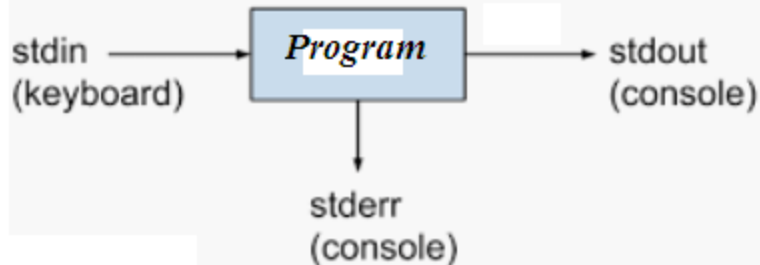 stdin
(keyboard)
Program
stdout
(console)
stderr
(console)